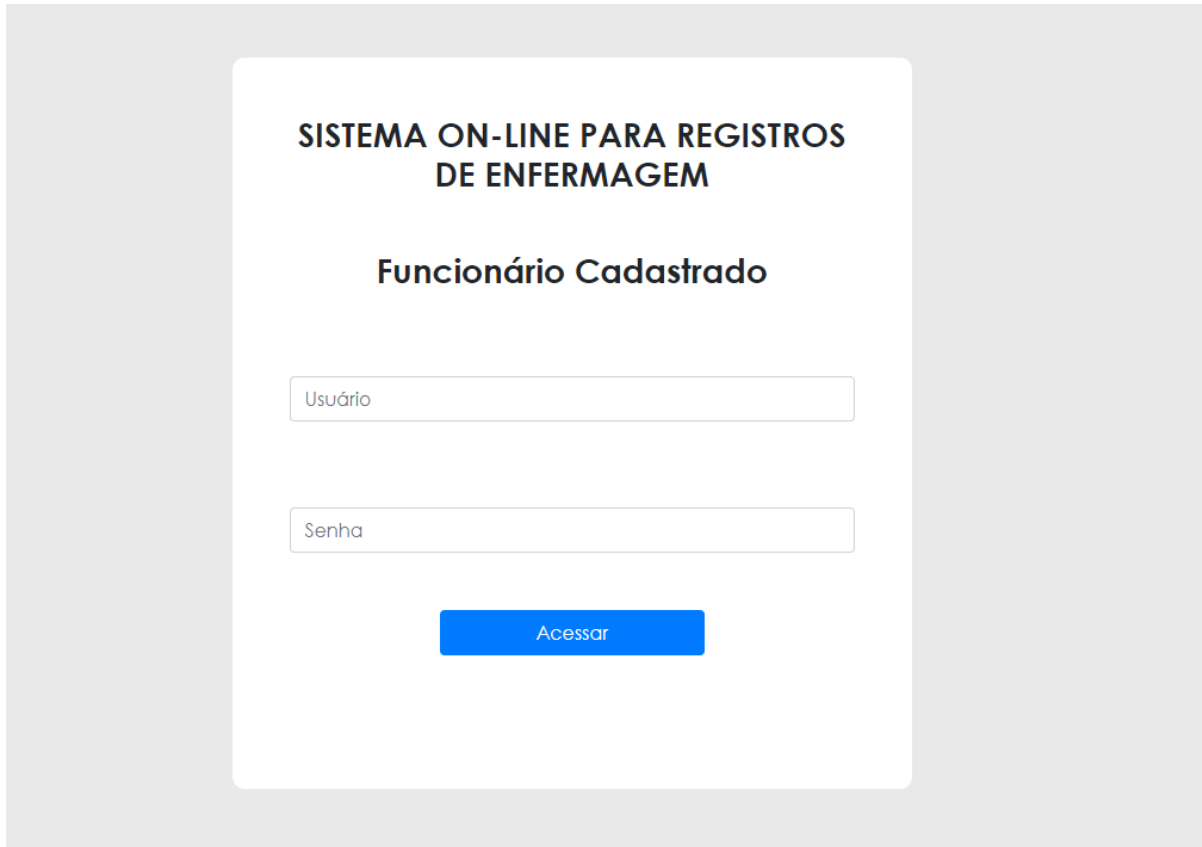 SISTEMA ON-LINE PARA REGISTROS
DE ENFERMAGEM
Funcionário Cadastrado
Usuário
Senha
Acessar